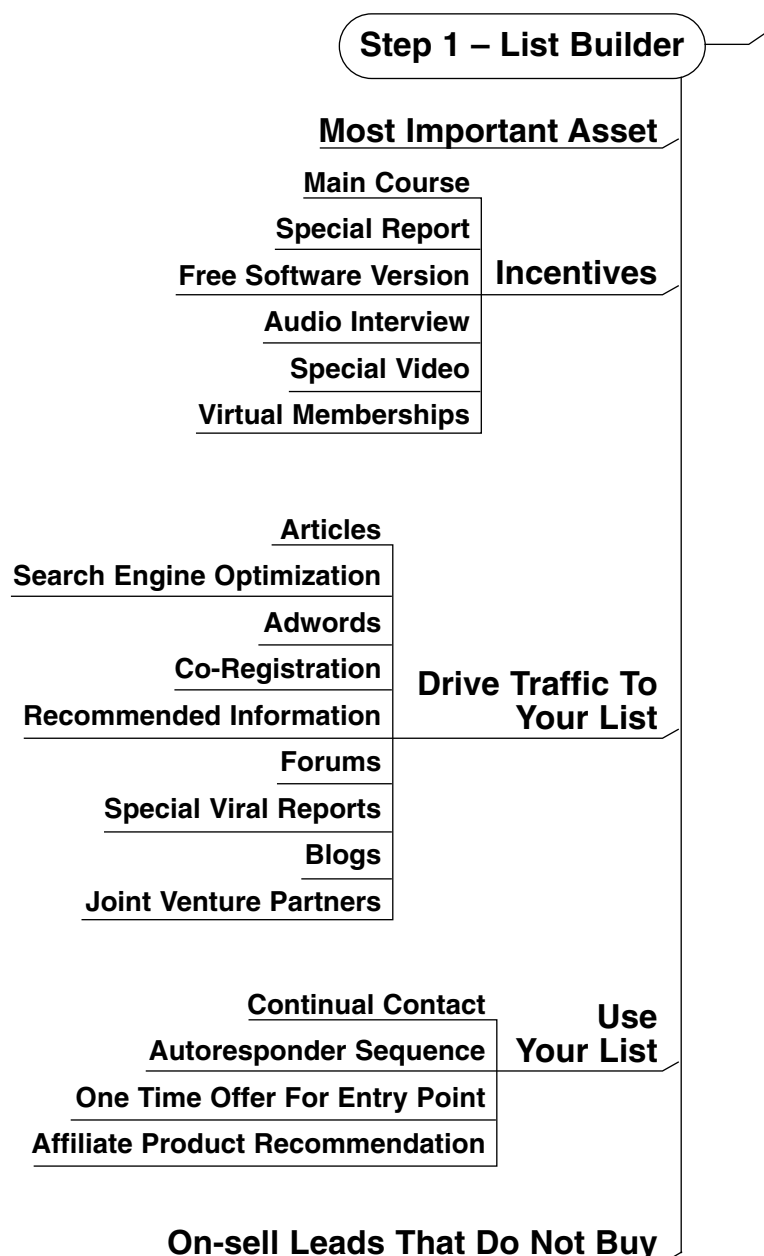 Step 1 – List Builder
Most Important Asset
Main Course
Special Report
Free Software Version
Incentives
Audio Interview
Special Video
Virtual Memberships
Articles
Search Engine Optimization
Adwords
Co-Registration
Recommended Information
Drive Traffic To
Your List
Forums
Special Viral Reports
Blogs
Joint Venture Partners
Continual Contact
Autoresponder Sequence
Use
Your List
One Time Offer For Entry Point
Affiliate Product Recommendation
On-sell Leads That Do Not Buy